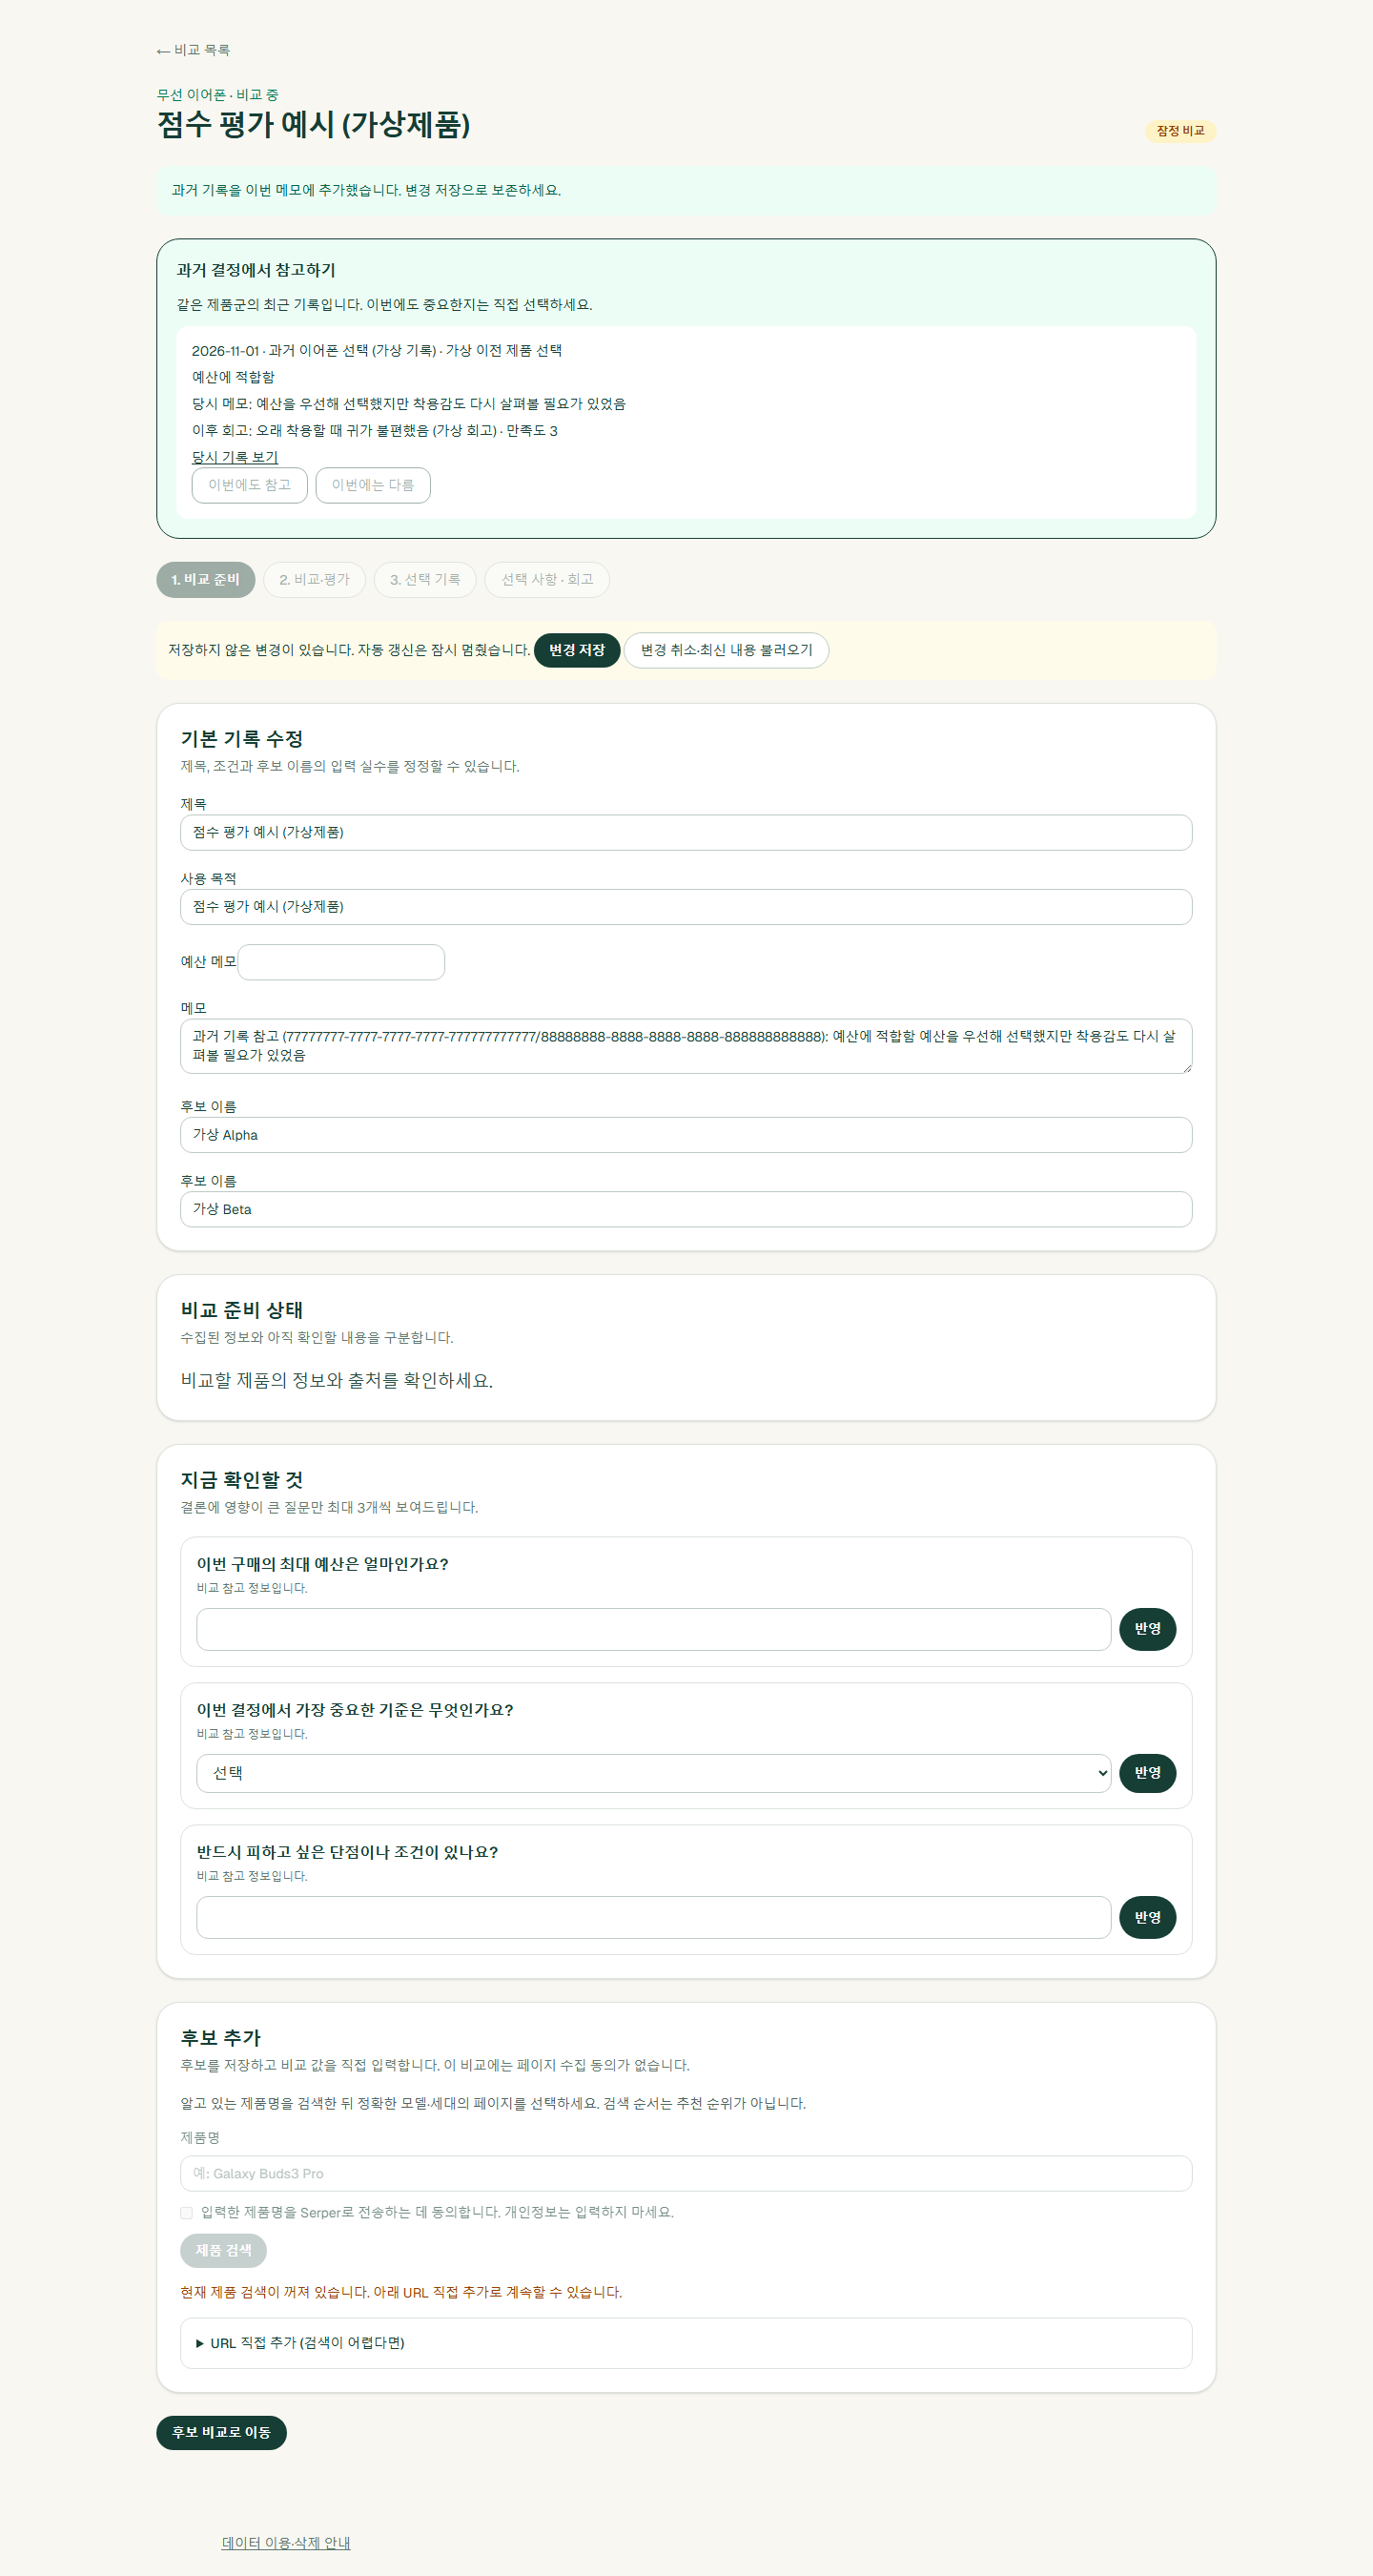 ← 비교 목록
무선 이어폰 · 비교 중
점수 평가 예시 (가상제품)
잠정 비교
과거 기록을 이번 메모에 추가했습니다. 변경 저장으로 보존하세요.
과거 결정에서 참고하기
같은 제품군의 최근 기록입니다. 이번에도 중요한지는 직접 선택하세요.
2026-11-01 · 과거 이어폰 선택 (가상 기록) · 가상 이전 제품 선택
예산에 적합함
당시 메모: 예산을 우선해 선택했지만 착용감도 다시 살펴볼 필요가 있었음
이후 회고: 오래 착용할 때 귀가 불편했음 (가상 회고) · 만족도 3
당시 기록 보기
이번에도 참고 이번에는 다름
1. 비교 준비 2. 비교·평가 3. 선택 기록 선택 사항 · 회고
저장하지 않은 변경이 있습니다. 자동 갱신은 잠시 멈췄습니다. 변경 저장 변경 취소·최신 내용 불러오기
기본 기록 수정
제목, 조건과 후보 이름의 입력 실수를 정정할 수 있습니다.
제목
점수 평가 예시 (가상제품)
사용 목적
점수 평가 예시 (가상제품)
예산 메모
메모
과거 기록 참고 (77777777-7777-7777-7777-777777777777/88888888-8888-8888-8888-888888888888): 예산에 적합함 예산을 우선해 선택했지만 착용감도 다시 살
펴볼 필요가 있었음
후보 이름
가상 Alpha
후보 이름
가상 Beta
비교 준비 상태
수집된 정보와 아직 확인할 내용을 구분합니다.
비교할 제품의 정보와 출처를 확인하세요.
지금 확인할 것
결론에 영향이 큰 질문만 최대 3개씩 보여드립니다.
이번 구매의 최대 예산은 얼마인가요?
비교 참고 정보입니다.
반영
이번 결정에서 가장 중요한 기준은 무엇인가요?
비교 참고 정보입니다.
선택 반영
반드시 피하고 싶은 단점이나 조건이 있나요?
비교 참고 정보입니다.
반영
후보 추가
후보를 저장하고 비교 값을 직접 입력합니다. 이 비교에는 페이지 수집 동의가 없습니다.
알고 있는 제품명을 검색한 뒤 정확한 모델·세대의 페이지를 선택하세요. 검색 순서는 추천 순위가 아닙니다.
제품명
예: Galaxy Buds3 Pro
입력한 제품명을 Serper로 전송하는 데 동의합니다. 개인정보는 입력하지 마세요.
제품 검색
현재 제품 검색이 꺼져 있습니다. 아래 URL 직접 추가로 계속할 수 있습니다.
▶ URL 직접 추가 (검색이 어렵다면)
후보 비교로 이동
데이터 이용·삭제 안내